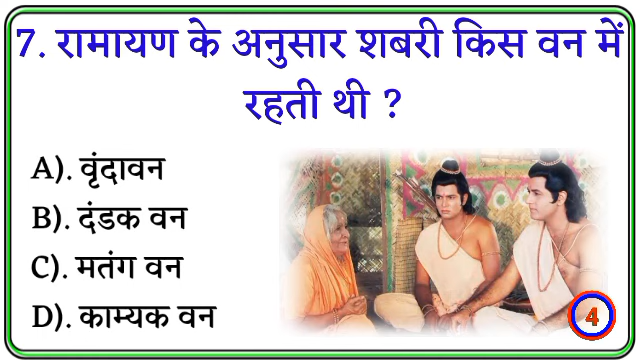 7. रामायण के अनुसार शबरी किस वन में
रहती थी ?
A). वृंदावन
B). दंडक वन
C). मतंग वन
D). काम्यक वन
4